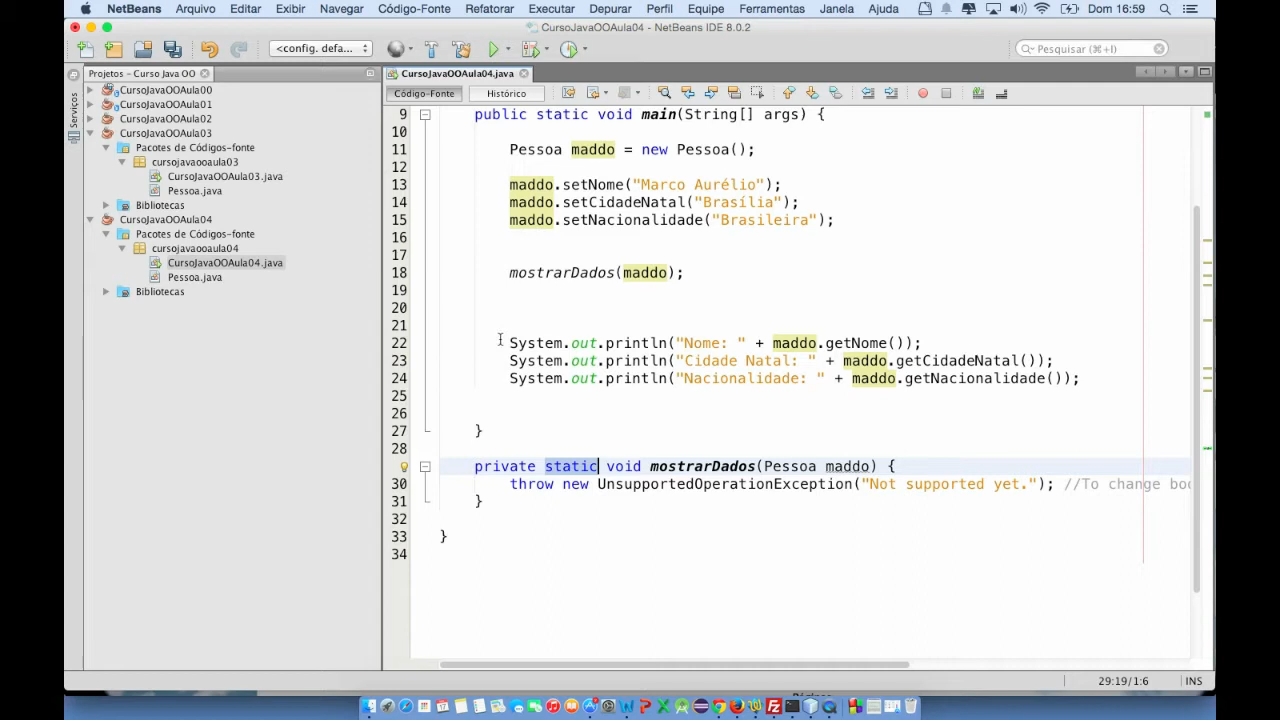 NetBeans Arquivo Editar Exibir Navegar Código-Fonte Refatorar Executar Depurar Perfil Equipe Ferramentas Janela Ajuda Dom 16:59
CursoJavaOOAula04 - NetBeans IDE 8.0.2
<config. defa... Pesquisar (⌘+I)
Projetos – Curso Java OO
CursoJavaOOAula04.java
Serviços
CursoJavaOOAula00
CursoJavaOOAula01
CursoJavaOOAula02
CursoJavaOOAula03
Pacotes de Códigos-fonte
cursojavaooaula03
CursoJavaOOAula03.java
Pessoa.java
Bibliotecas
CursoJavaOOAula04
Pacotes de Códigos-fonte
cursojavaooaula04
CursoJavaOOAula04.java
Pessoa.java
Bibliotecas
Código-Fonte Histórico
9 public static void main(String[] args) {
10
11 Pessoa maddo = new Pessoa();
12
13 maddo.setNome("Marco Aurélio");
14 maddo.setCidadeNatal("Brasília");
15 maddo.setNacionalidade("Brasileira");
16
17
18 mostrarDados(maddo);
19
20
21
22 System.out.println("Nome: " + maddo.getNome());
23 System.out.println("Cidade Natal: " + maddo.getCidadeNatal());
24 System.out.println("Nacionalidade: " + maddo.getNacionalidade());
25
26
27 }
28
private static void mostrarDados(Pessoa maddo) {
30 throw new UnsupportedOperationException("Not supported yet."); //To change bod
31 }
32
33 }
34
29:19/1:6 INS